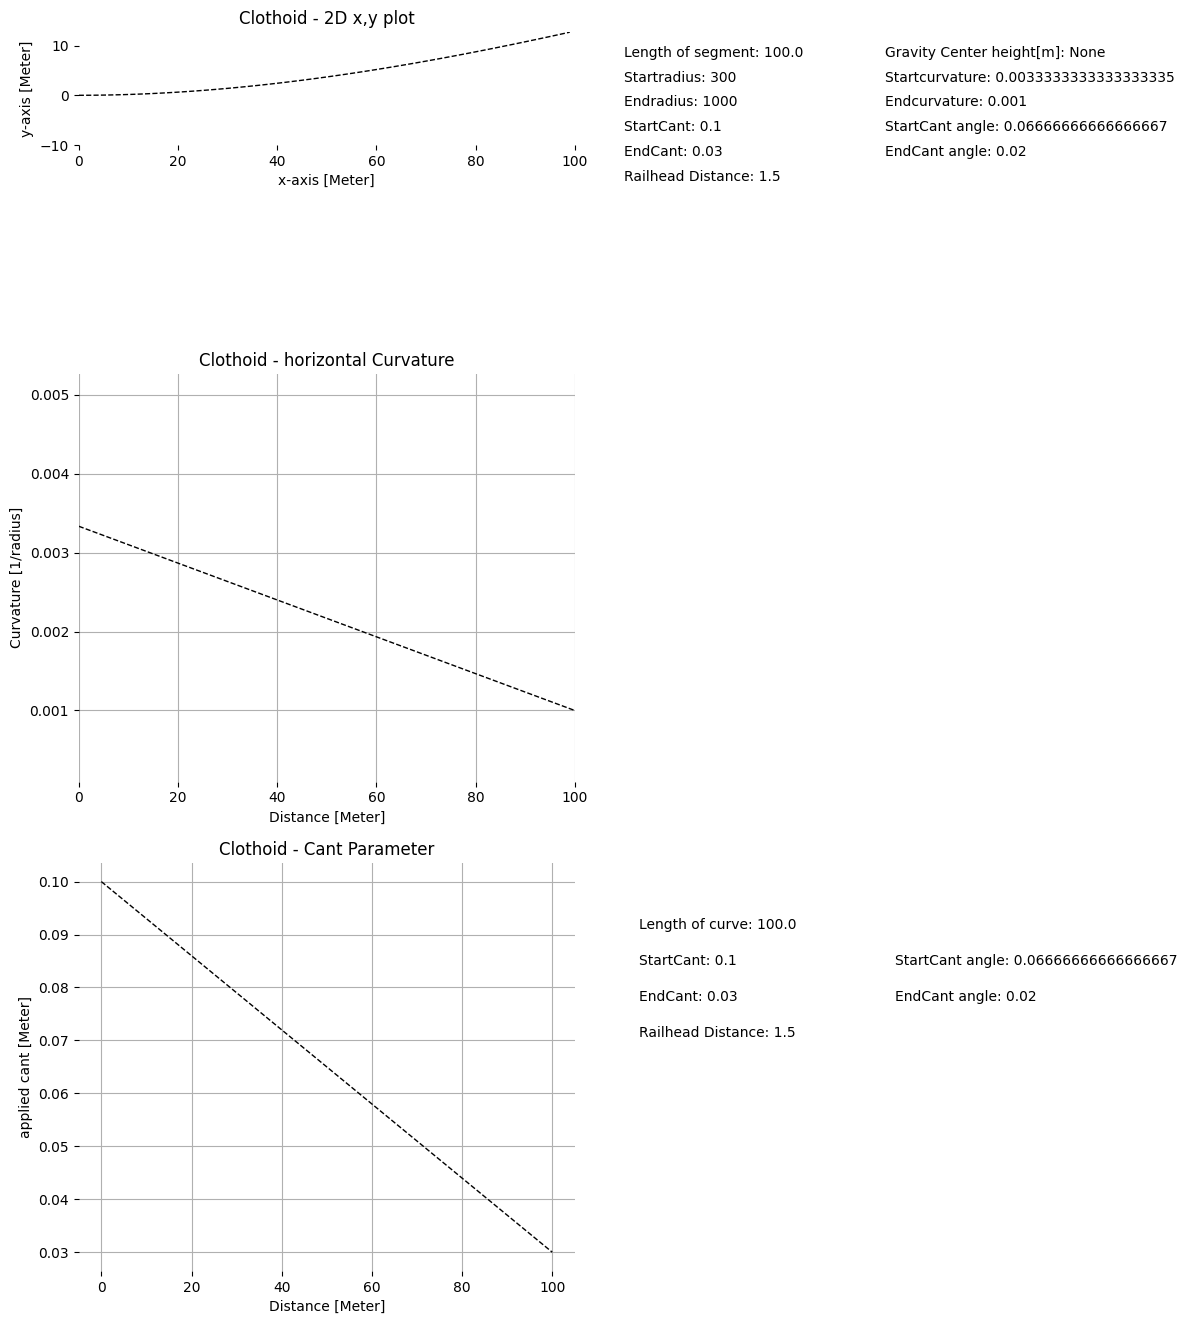 Clothoid - 2D x,y plot
y-axis [Meter]
10
0
−10
0 20 40 60 80 100
x-axis [Meter]
Length of segment: 100.0
Startradius: 300
Endradius: 1000
StartCant: 0.1
EndCant: 0.03
Railhead Distance: 1.5
Gravity Center height[m]: None
Startcurvature: 0.0033333333333333335
Endcurvature: 0.001
StartCant angle: 0.06666666666666667
EndCant angle: 0.02
Clothoid - horizontal Curvature
Curvature [1/radius]
0.005
0.004
0.003
0.002
0.001
0 20 40 60 80 100
Distance [Meter]
Clothoid - Cant Parameter
applied cant [Meter]
0.10
0.09
0.08
0.07
0.06
0.05
0.04
0.03
0 20 40 60 80 100
Distance [Meter]
Length of curve: 100.0
StartCant: 0.1
EndCant: 0.03
Railhead Distance: 1.5
StartCant angle: 0.06666666666666667
EndCant angle: 0.02